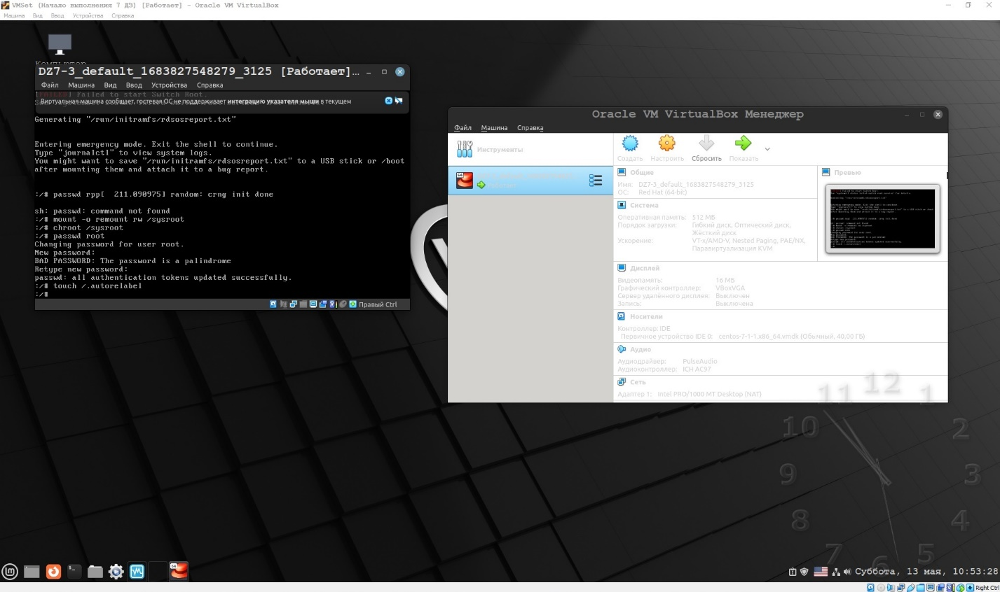 VMSet (Начало выполнения 7 ДЗ) [Работает] - Oracle VM VirtualBox
Машина Вид Ввод Устройства Справка
Компьютер
DZ7-3_default_1683827548279_3125 [Работает]...
Файл Машина Вид Ввод Устройства Справка
[FAILED] Failed to start Switch Root.
Виртуальная машина сообщает, гостевая ОС не поддерживает интеграцию указателя мыши в текущем
Generating "/run/initramfs/rdsosreport.txt"
Entering emergency mode. Exit the shell to continue.
Type "journalctl" to view system logs.
You might want to save "/run/initramfs/rdsosreport.txt" to a USB stick or /boot
after mounting them and attach it to a bug report.
:/# passwd rpp[  211.090975] random: crng init done
sh: passwd: command not found
:/# mount -o remount rw /sysroot
:/# chroot /sysroot
:/# passwd root
Changing password for user root.
New password:
BAD PASSWORD: The password is a palindrome
Retype new password:
passwd: all authentication tokens updated successfully.
:/# touch /.autorelabel
:/#
Правый Ctrl
Oracle VM VirtualBox Менеджер
Файл Машина Справка
Инструменты
Создать Настроить Сбросить Показать
64
Общие
Имя: DZ7-3_default_1683827548279_3125
ОС: Red Hat (64-bit)
Превью
Система
Оперативная память: 512 МБ
Порядок загрузки: Гибкий диск, Оптический диск,
Жёсткий диск
Ускорение: VT-x/AMD-V, Nested Paging, PAE/NX,
Паравиртуализация KVM
Дисплей
Видеопамять: 16 МБ
Графический контроллер: VBoxVGA
Сервер удалённого дисплея: Выключен
Запись: Выключена
Носители
Контроллер: IDE
Первичное устройство IDE 0: centos-7-1-1.x86_64.vmdk (Обычный, 40,00 ГБ)
Аудио
Аудиодрайвер: PulseAudio
Аудиоконтроллер: ICH AC97
Сеть
Адаптер 1: Intel PRO/1000 MT Desktop (NAT)
11 12 1
10 2
9 3
8 4
7 6 5
64
Суббота, 13 мая, 10:53:28
Right Ctrl